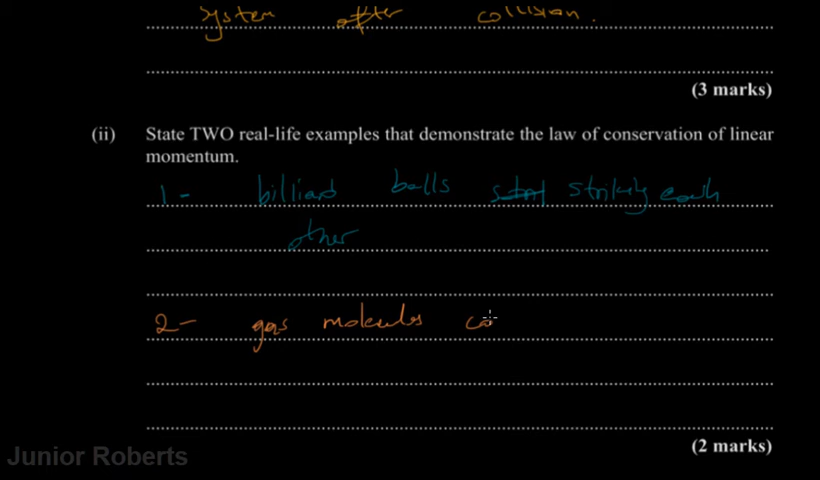 system after collision.
(3 marks)
(ii) State TWO real-life examples that demonstrate the law of conservation of linear
momentum.
1- billiard balls striking each
other
2- gas molecules co
(2 marks)
Junior Roberts